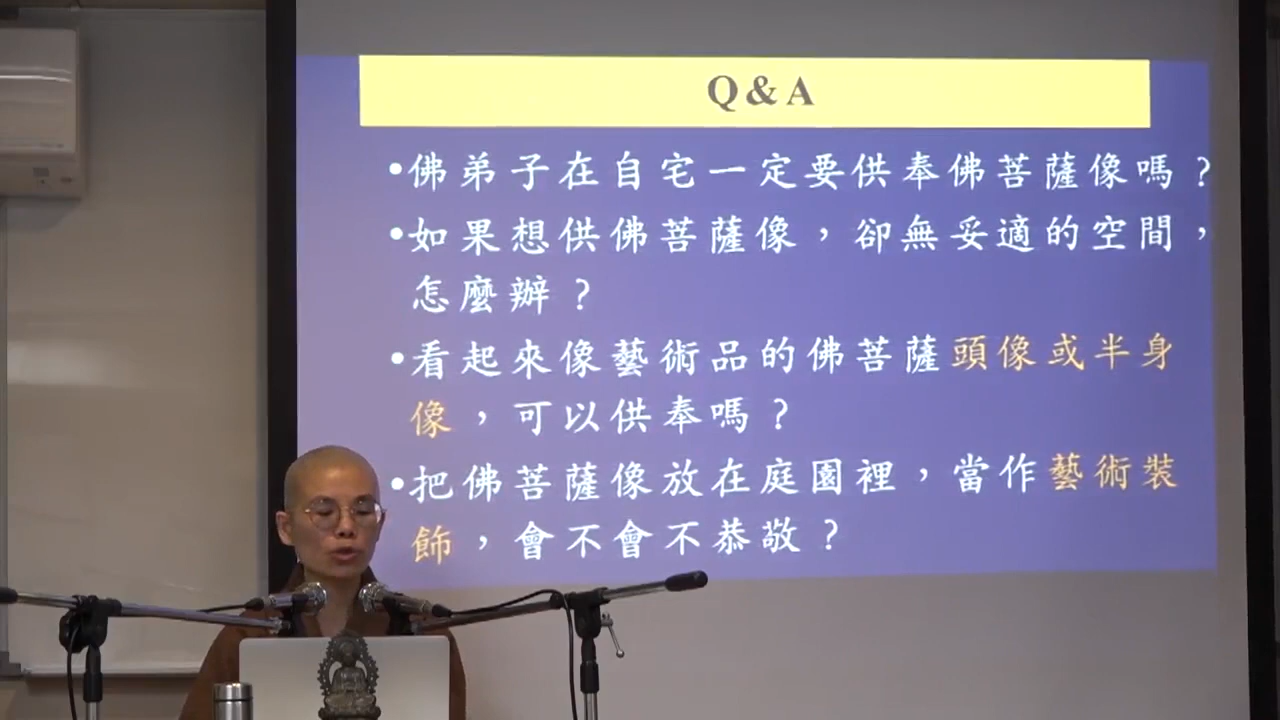 Q&A
•佛弟子在自宅一定要供奉佛菩薩像嗎？
•如果想供佛菩薩像，卻無妥適的空間，
怎麼辦？
•看起來像藝術品的佛菩薩頭像或半身
像，可以供奉嗎？
•把佛菩薩像放在庭園裡，當作藝術裝
飾，會不會不恭敬？